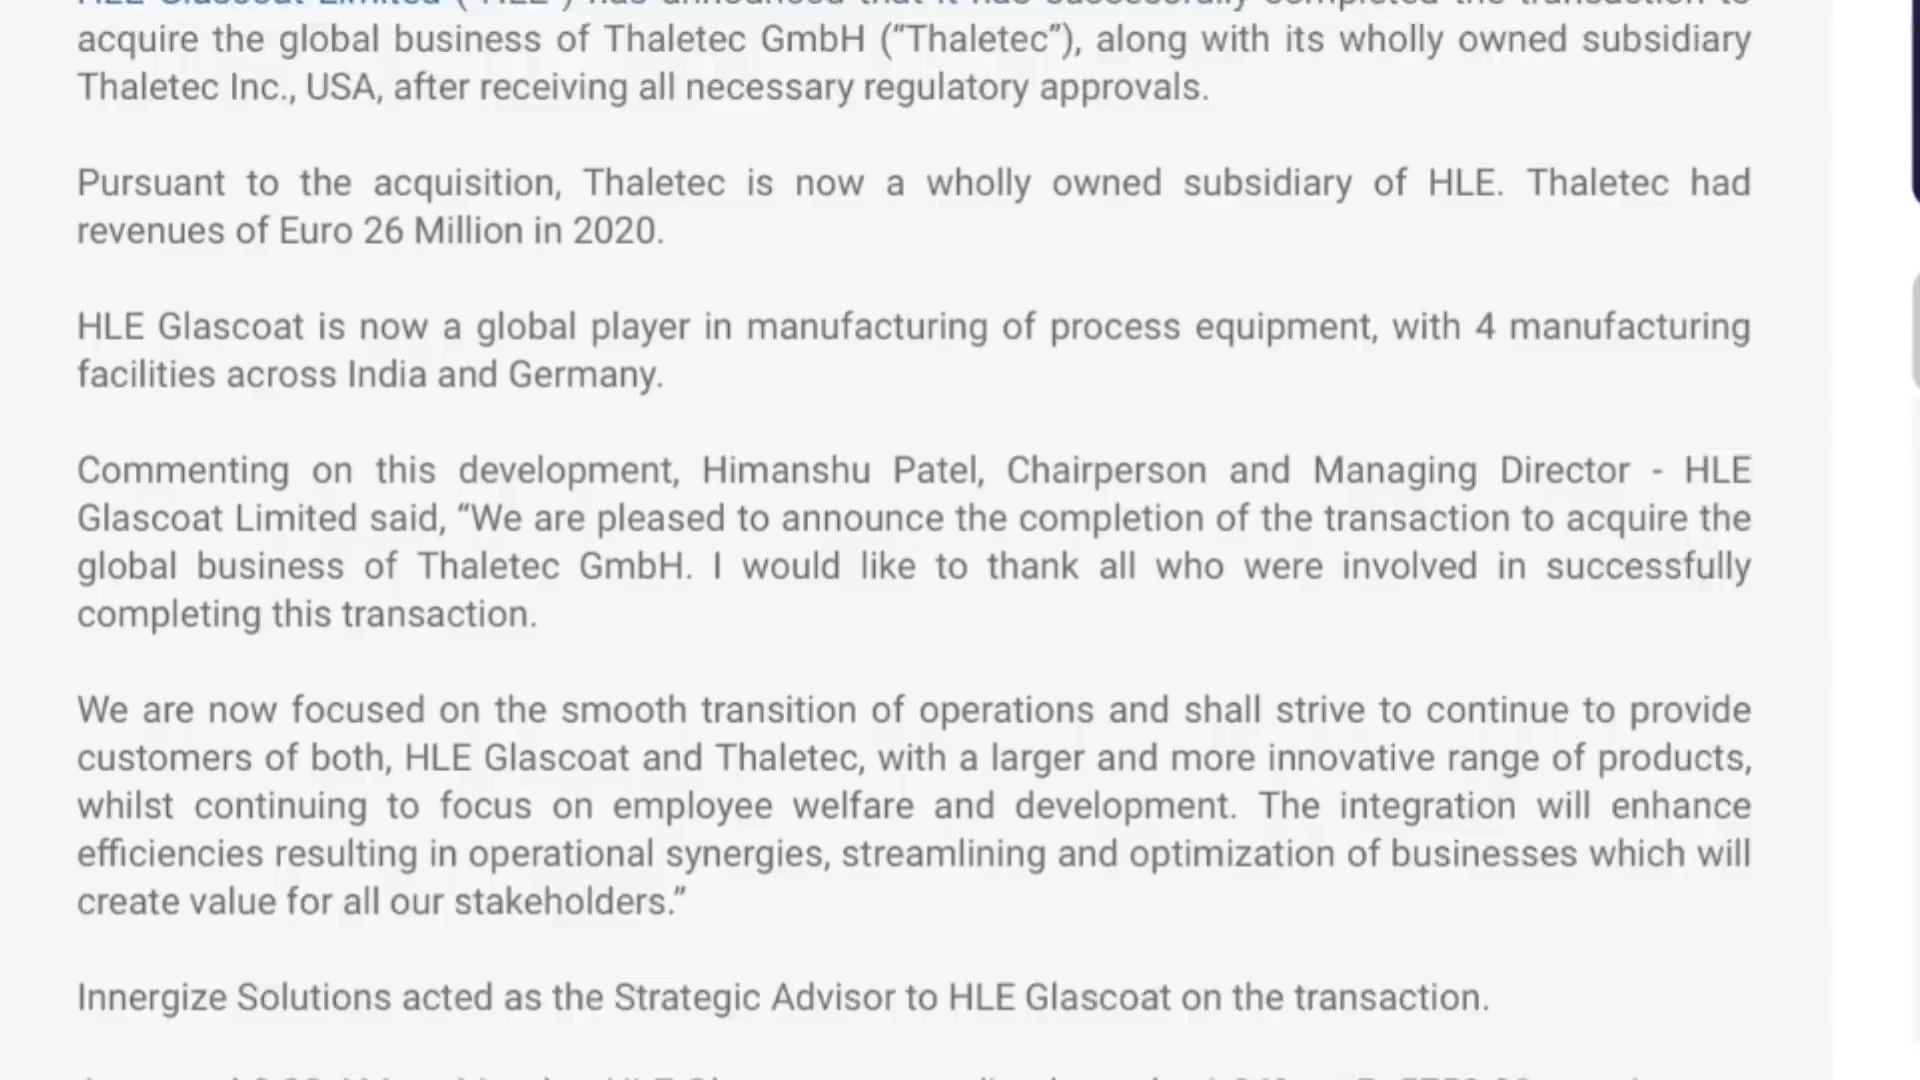 HLE Glascoat Limited ("HLE") has announced that it has successfully completed the transaction to
acquire the global business of Thaletec GmbH (“Thaletec”), along with its wholly owned subsidiary
Thaletec Inc., USA, after receiving all necessary regulatory approvals.
Pursuant to the acquisition, Thaletec is now a wholly owned subsidiary of HLE. Thaletec had
revenues of Euro 26 Million in 2020.
HLE Glascoat is now a global player in manufacturing of process equipment, with 4 manufacturing
facilities across India and Germany.
Commenting on this development, Himanshu Patel, Chairperson and Managing Director - HLE
Glascoat Limited said, “We are pleased to announce the completion of the transaction to acquire the
global business of Thaletec GmbH. I would like to thank all who were involved in successfully
completing this transaction.
We are now focused on the smooth transition of operations and shall strive to continue to provide
customers of both, HLE Glascoat and Thaletec, with a larger and more innovative range of products,
whilst continuing to focus on employee welfare and development. The integration will enhance
efficiencies resulting in operational synergies, streamlining and optimization of businesses which will
create value for all our stakeholders.”
Innergize Solutions acted as the Strategic Advisor to HLE Glascoat on the transaction.